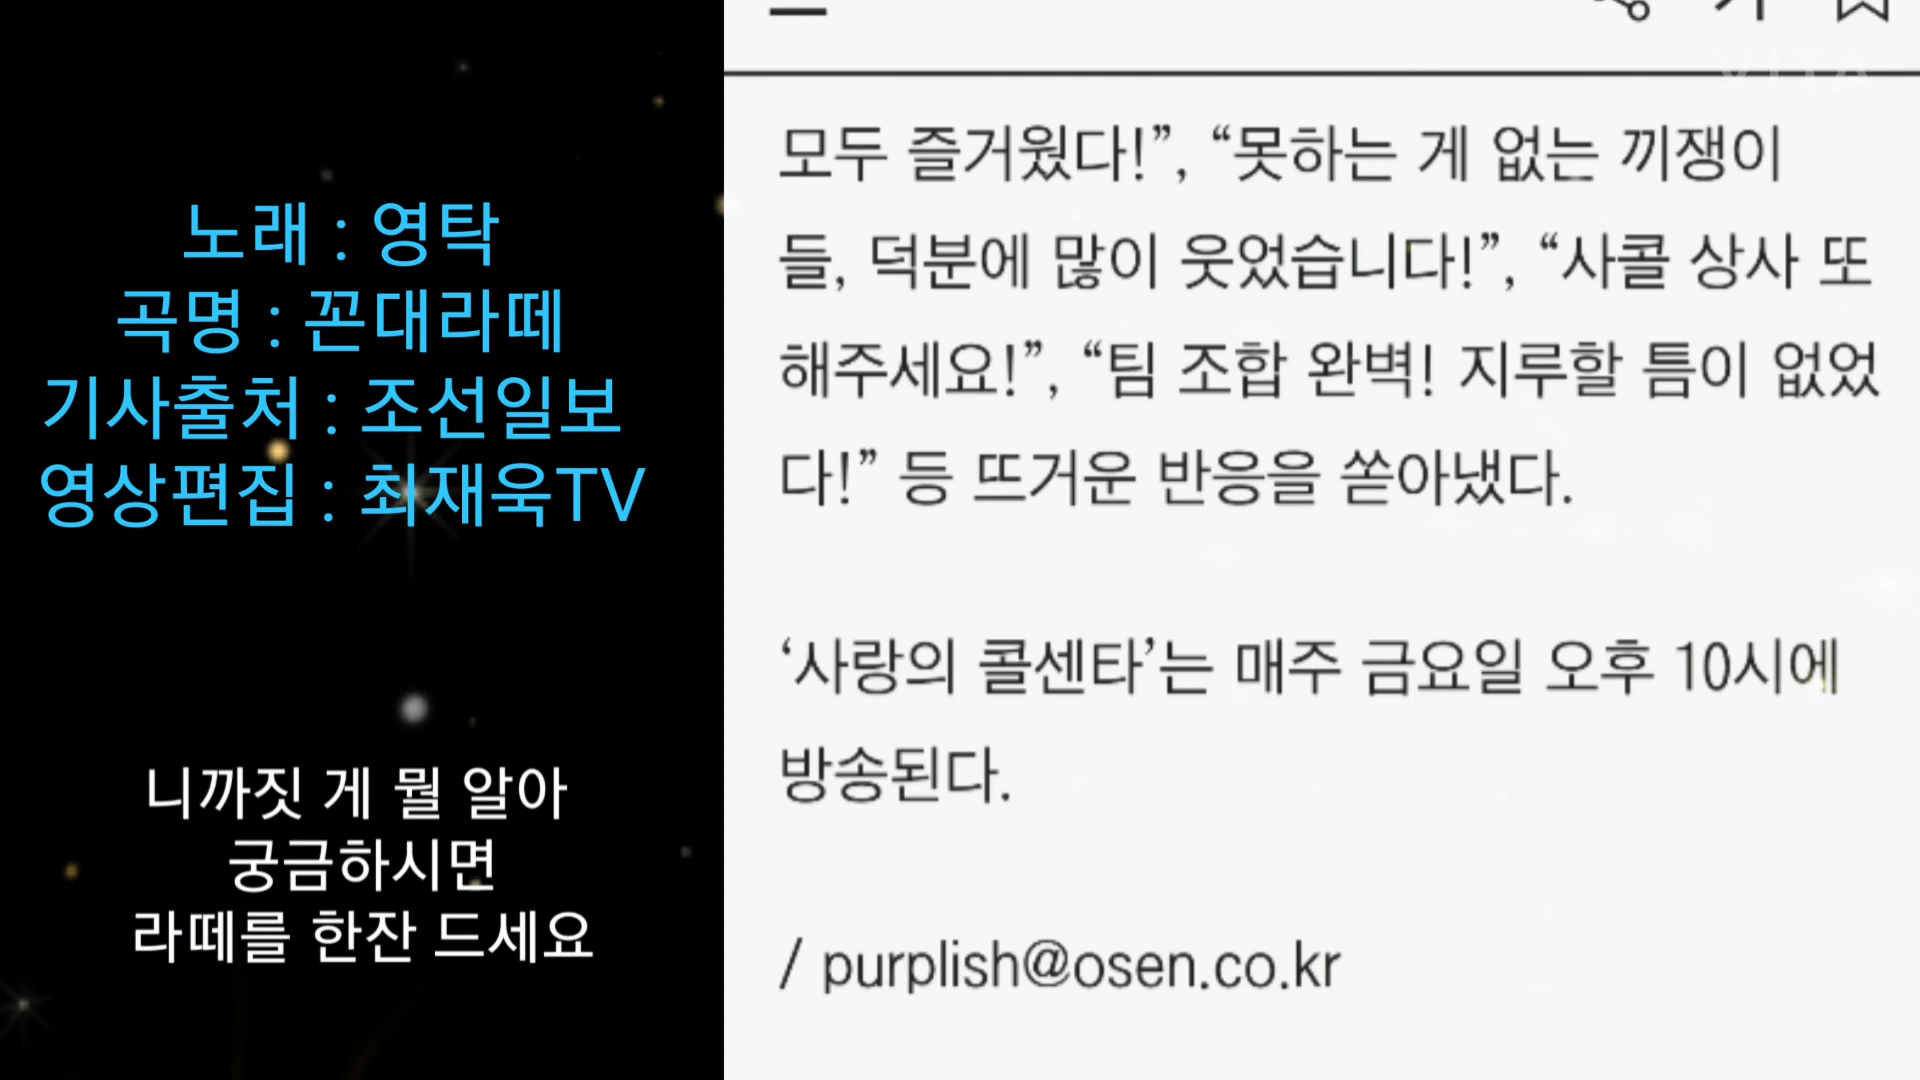 노래 : 영탁
곡명 : 꼰대라떼
기사출처 : 조선일보
영상편집 : 최재욱TV
니까짓 게 뭘 알아
궁금하시면
라떼를 한잔 드세요
VITA
모두 즐거웠다!”, “못하는 게 없는 끼쟁이
들, 덕분에 많이 웃었습니다!”, “사콜 상사 또
해주세요!”, “팀 조합 완벽! 지루할 틈이 없었
다!” 등 뜨거운 반응을 쏟아냈다.
‘사랑의 콜센타’는 매주 금요일 오후 10시에
방송된다.
/ purplish@osen.co.kr